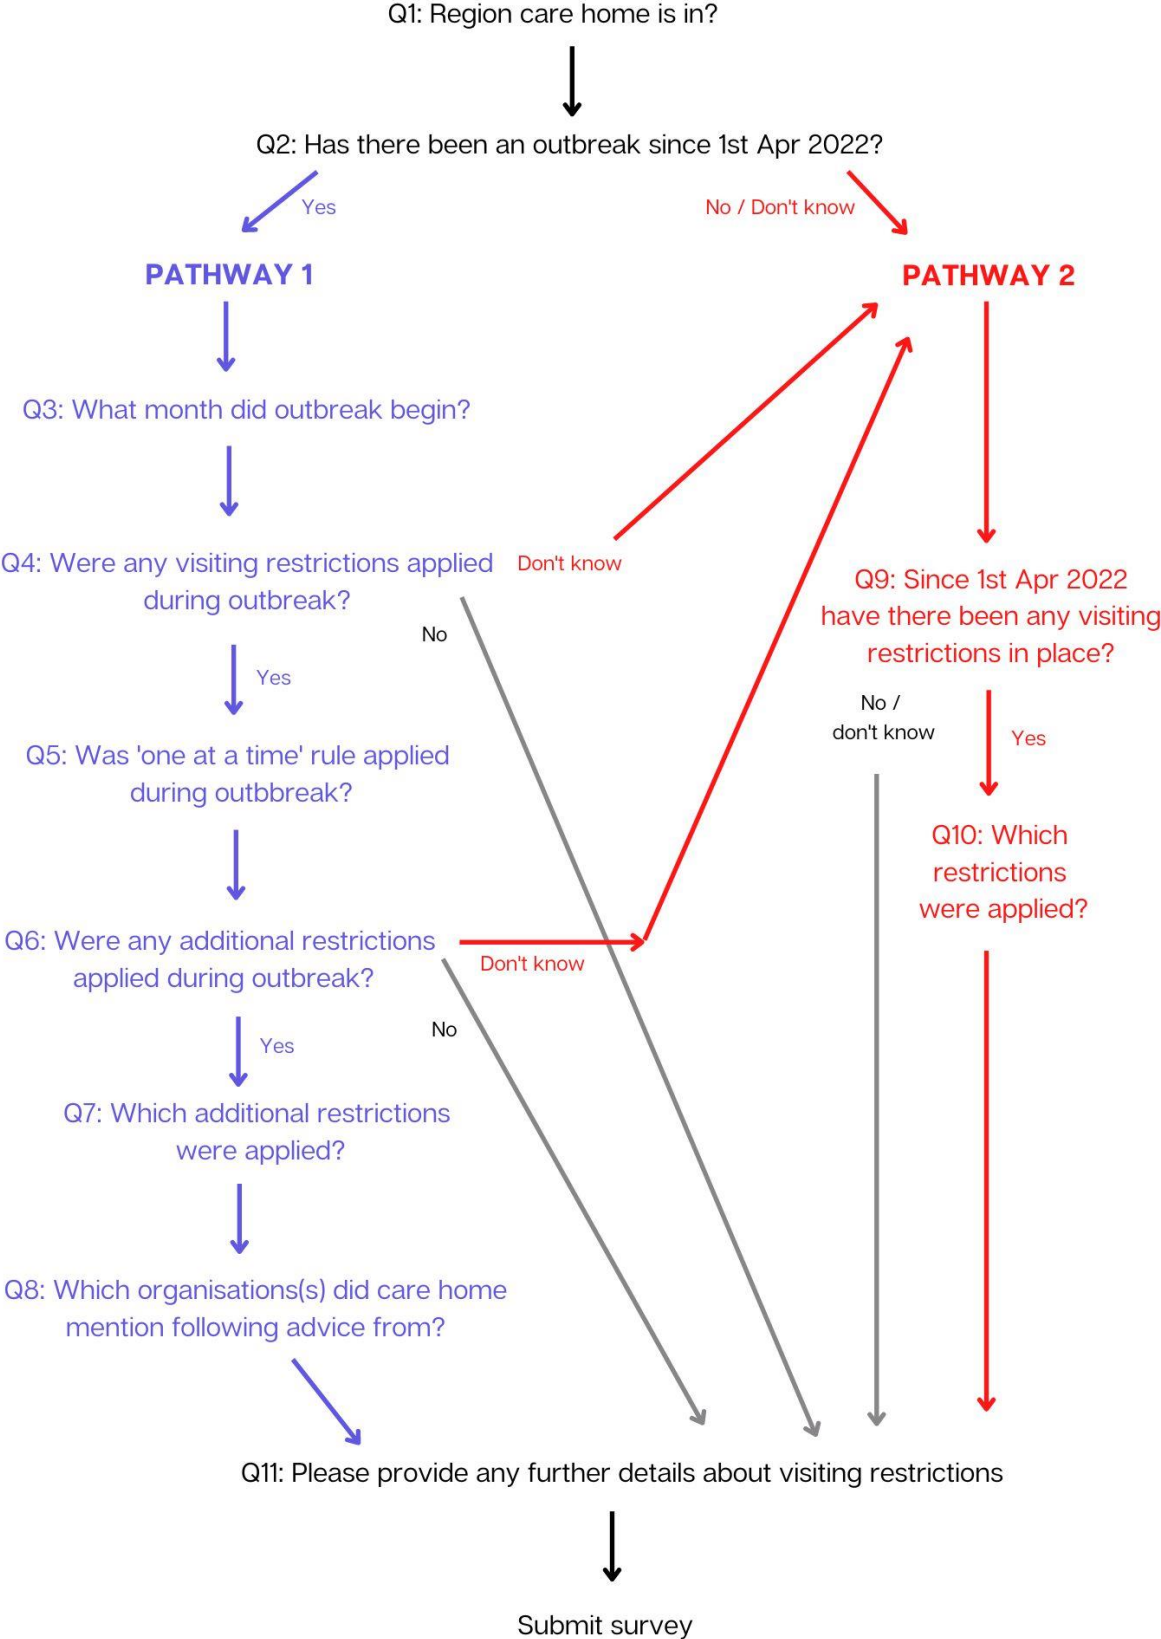 Q1: Region care home is in?
Q2: Has there been an outbreak since 1st Apr 2022?
Yes
No / Don't know
PATHWAY 1
PATHWAY 2
Q3: What month did outbreak begin?
Q4: Were any visiting restrictions applied
during outbreak?
Don't know
No
Yes
Q9: Since 1st Apr 2022
have there been any visiting
restrictions in place?
No /
don't know
Yes
Q5: Was 'one at a time' rule applied
during outbbreak?
Q10: Which
restrictions
were applied?
Q6: Were any additional restrictions
applied during outbreak?
Don't know
No
Yes
Q7: Which additional restrictions
were applied?
Q8: Which organisations(s) did care home
mention following advice from?
Q11: Please provide any further details about visiting restrictions
Submit survey